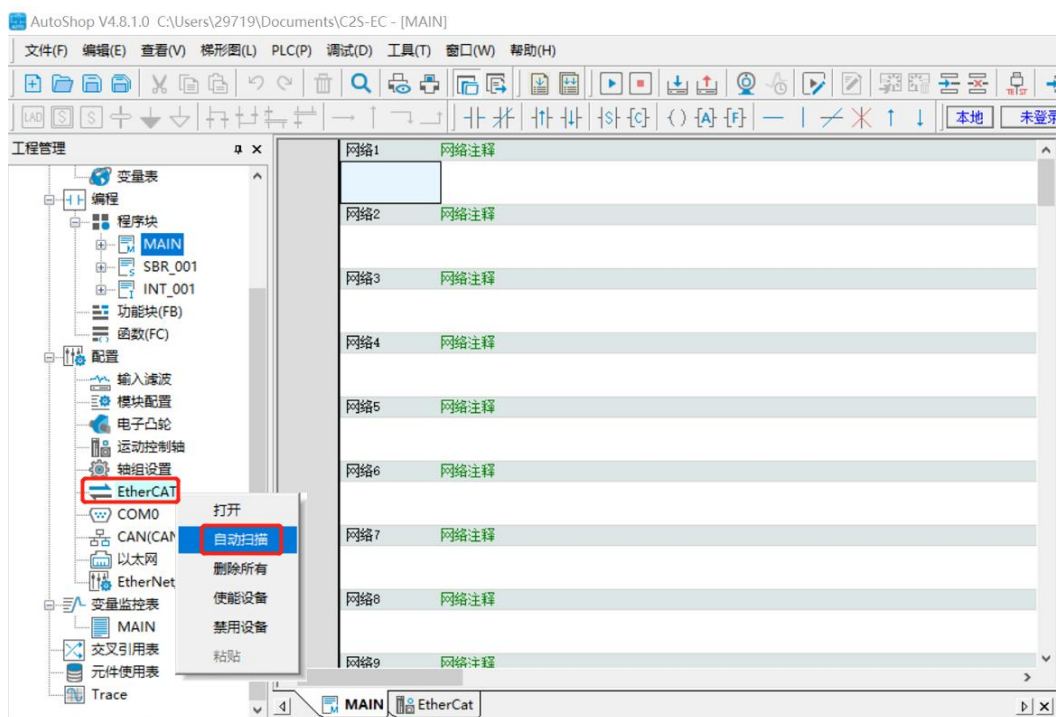 AutoShop V4.8.1.0 C:\Users\29719\Documents\C2S-EC - [MAIN]
文件(F) 编辑(E) 查看(V) 梯形图(L) PLC(P) 调试(D) 工具(T) 窗口(W) 帮助(H)
LAD S S S C A F 本地 未登录
工程管理
变量表
编程
程序块
MAIN
SBR_001
INT_001
功能块(FB)
函数(FC)
配置
输入滤波
模块配置
电子凸轮
运动控制轴
轴组设置
EtherCAT
COM0
CAN(CAN
以太网
EtherNet
变量监控表
MAIN
交叉引用表
元件使用表
Trace
打开
自动扫描
删除所有
使能设备
禁用设备
粘贴
网络1 网络注释
网络2 网络注释
网络3 网络注释
网络4 网络注释
网络5 网络注释
网络6 网络注释
网络7 网络注释
网络8 网络注释
网络9 网络注释
MAIN EtherCat